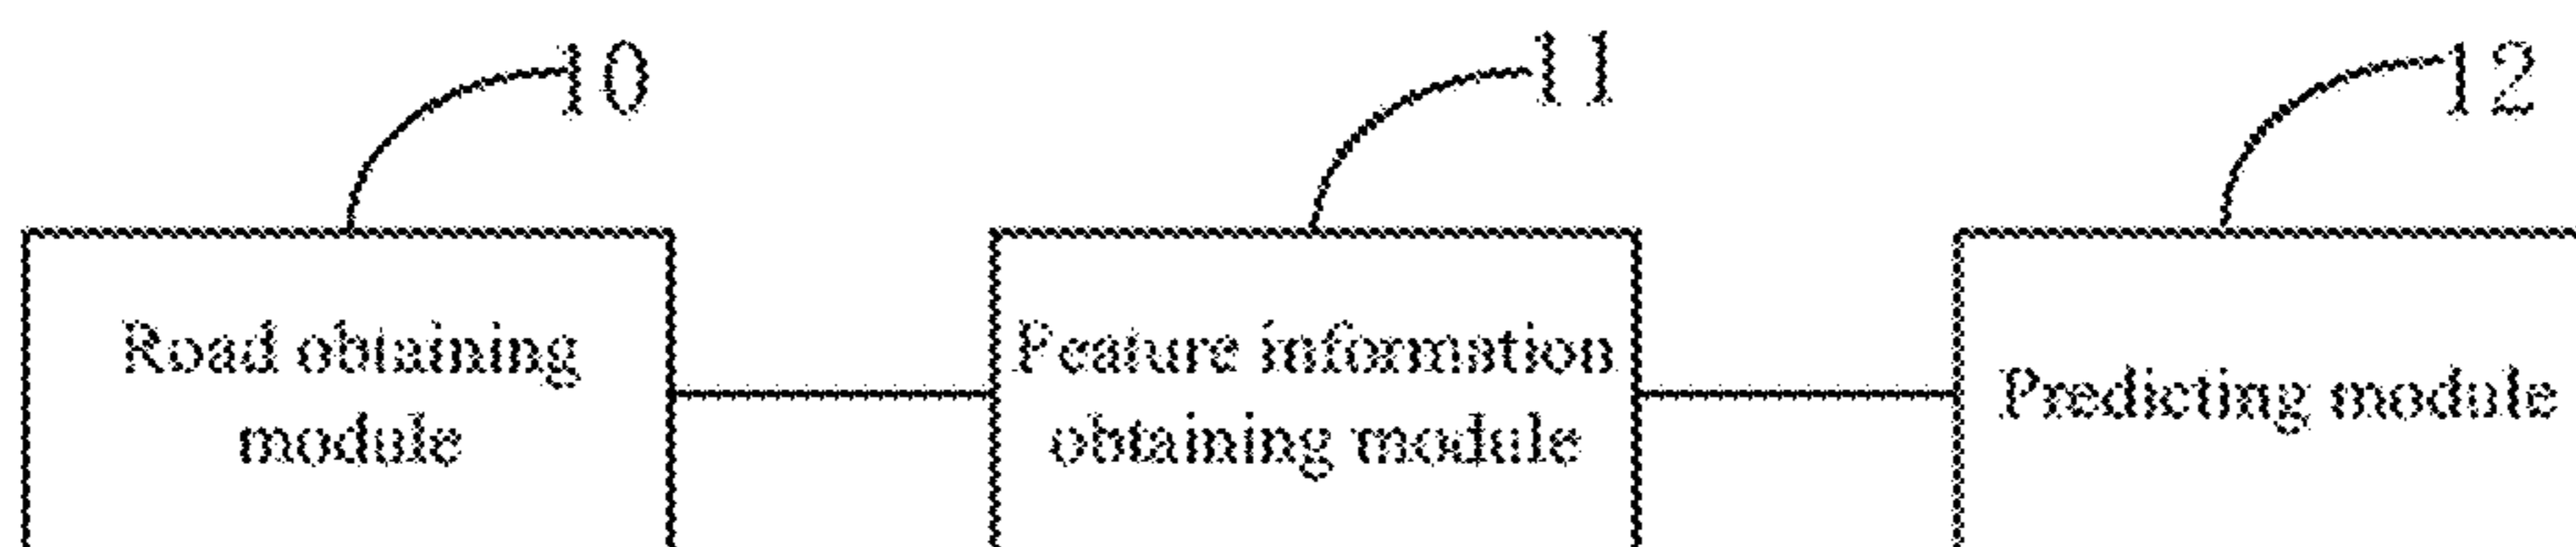 10
11
12
Road obtaining
module
Feature information
obtaining module
Predicting module